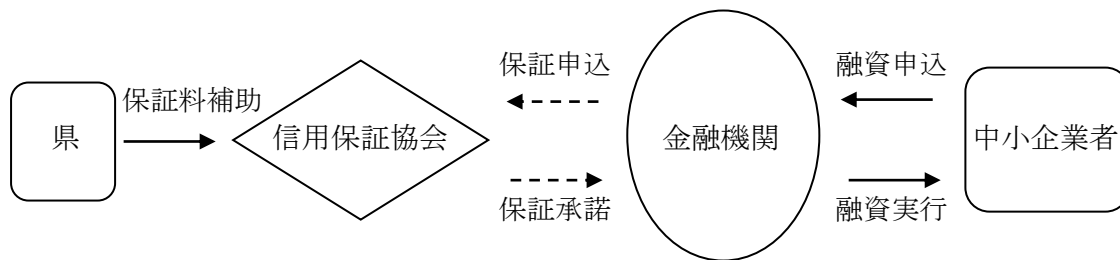 県
保証料補助
信用保証協会
保証申込
保証承諾
金融機関
融資申込
融資実行
中小企業者